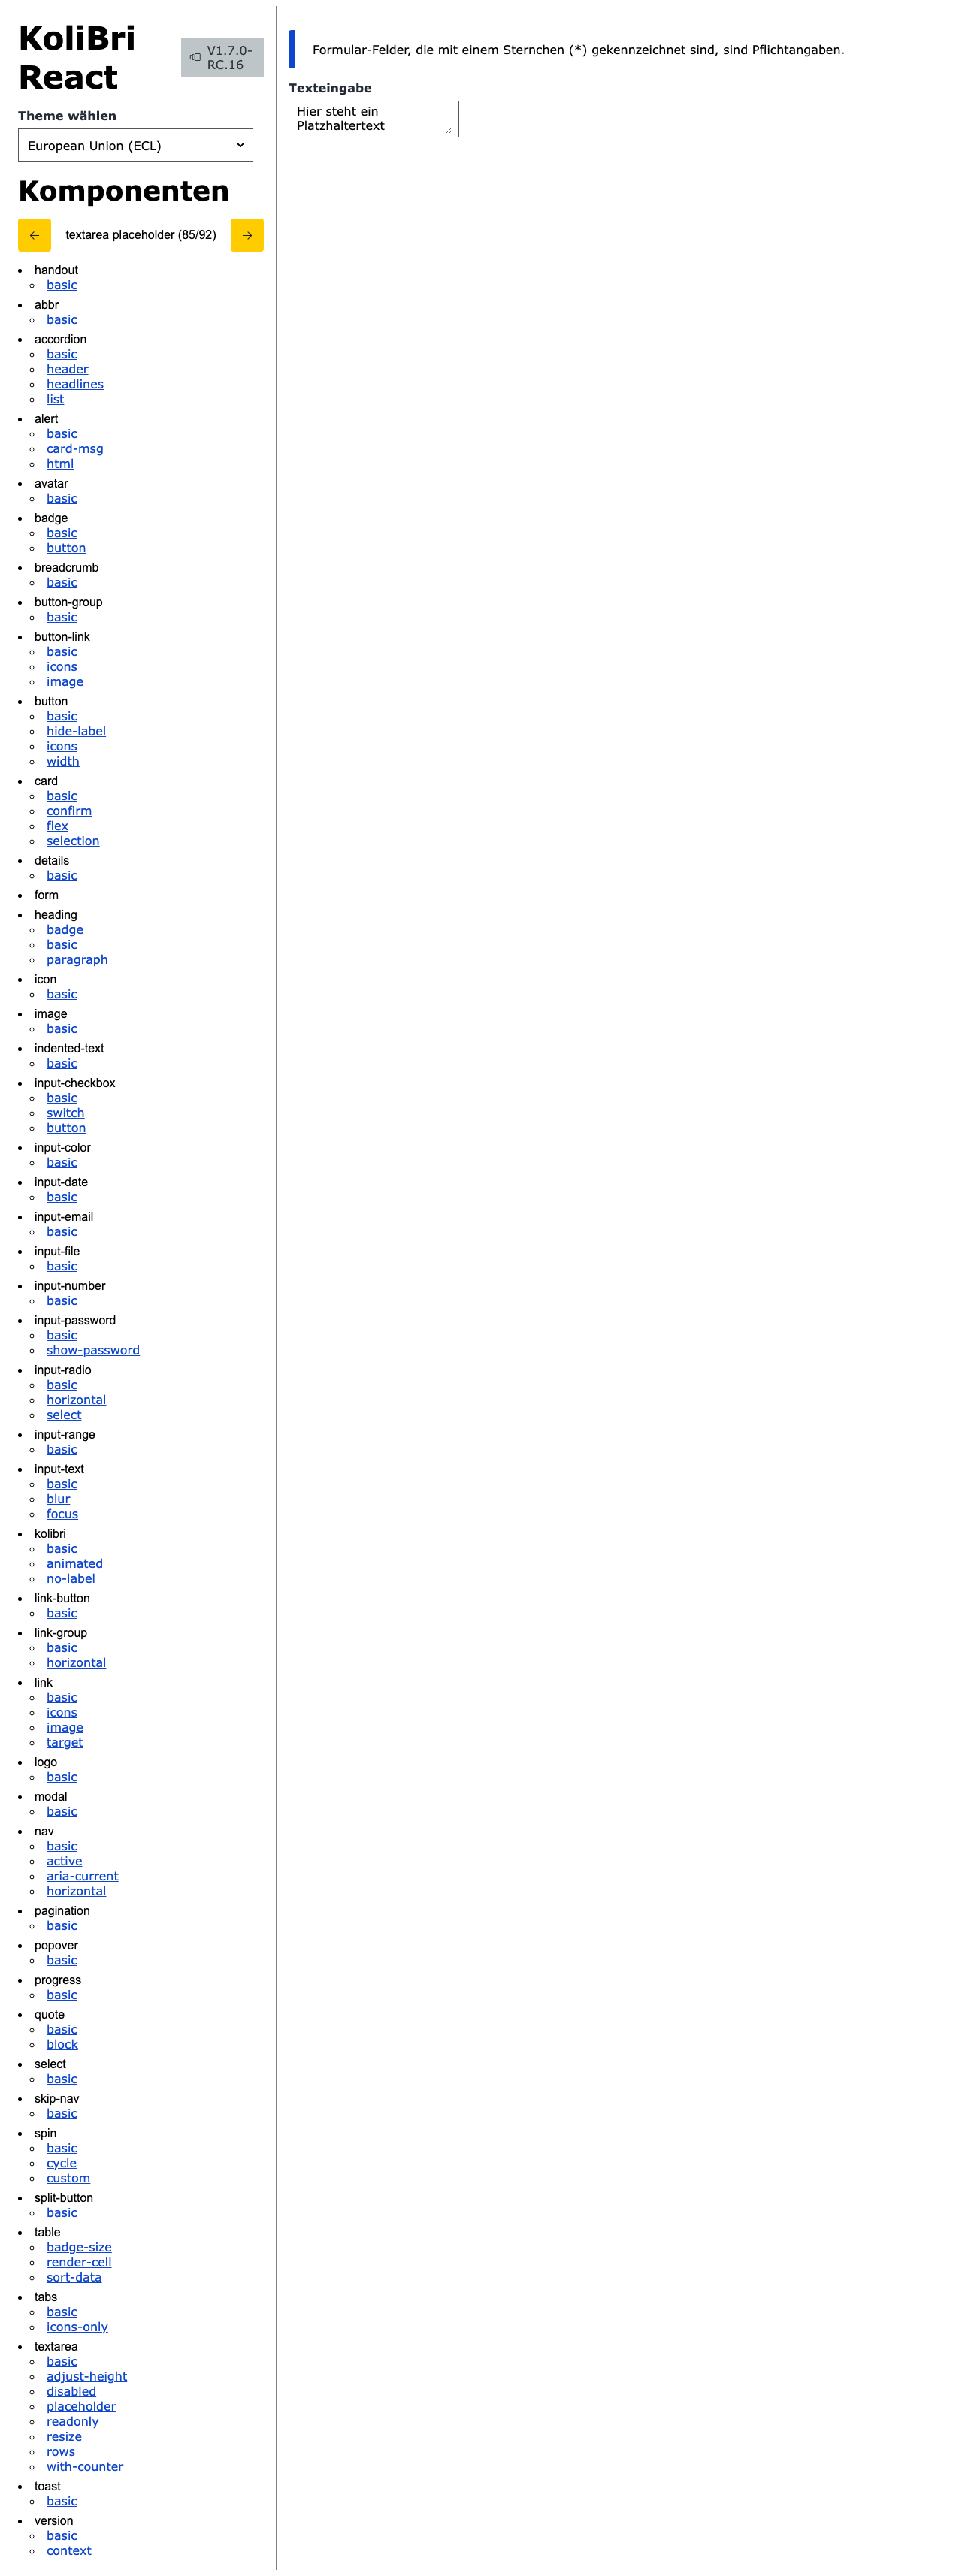 KoliBri
React
V1.7.0-
RC.16
Theme wählen
European Union (ECL)
Komponenten
textarea placeholder (85/92)
handout
basic
abbr
basic
accordion
basic
header
headlines
list
alert
basic
card-msg
html
avatar
basic
badge
basic
button
breadcrumb
basic
button-group
basic
button-link
basic
icons
image
button
basic
hide-label
icons
width
card
basic
confirm
flex
selection
details
basic
form
heading
badge
basic
paragraph
icon
basic
image
basic
indented-text
basic
input-checkbox
basic
switch
button
input-color
basic
input-date
basic
input-email
basic
input-file
basic
input-number
basic
input-password
basic
show-password
input-radio
basic
horizontal
select
input-range
basic
input-text
basic
blur
focus
kolibri
basic
animated
no-label
link-button
basic
link-group
basic
horizontal
link
basic
icons
image
target
logo
basic
modal
basic
nav
basic
active
aria-current
horizontal
pagination
basic
popover
basic
progress
basic
quote
basic
block
select
basic
skip-nav
basic
spin
basic
cycle
custom
split-button
basic
table
badge-size
render-cell
sort-data
tabs
basic
icons-only
textarea
basic
adjust-height
disabled
placeholder
readonly
resize
rows
with-counter
toast
basic
version
basic
context
Formular-Felder, die mit einem Sternchen (*) gekennzeichnet sind, sind Pflichtangaben.
Texteingabe
Hier steht ein
Platzhaltertext